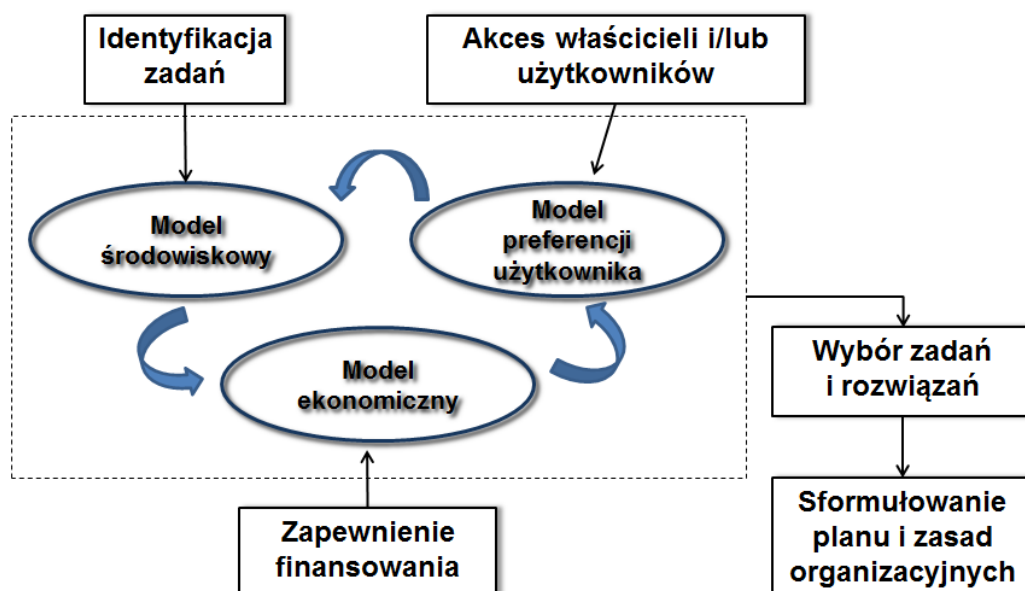 Identyfikacja
zadań
Akces właścicieli i/lub
użytkowników
Model
środowiskowy
Model
preferencji
użytkownika
Model
ekonomiczny
Wybór zadań
i rozwiązań
Zapewnienie
finansowania
Sformułowanie
planu i zasad
organizacyjnych